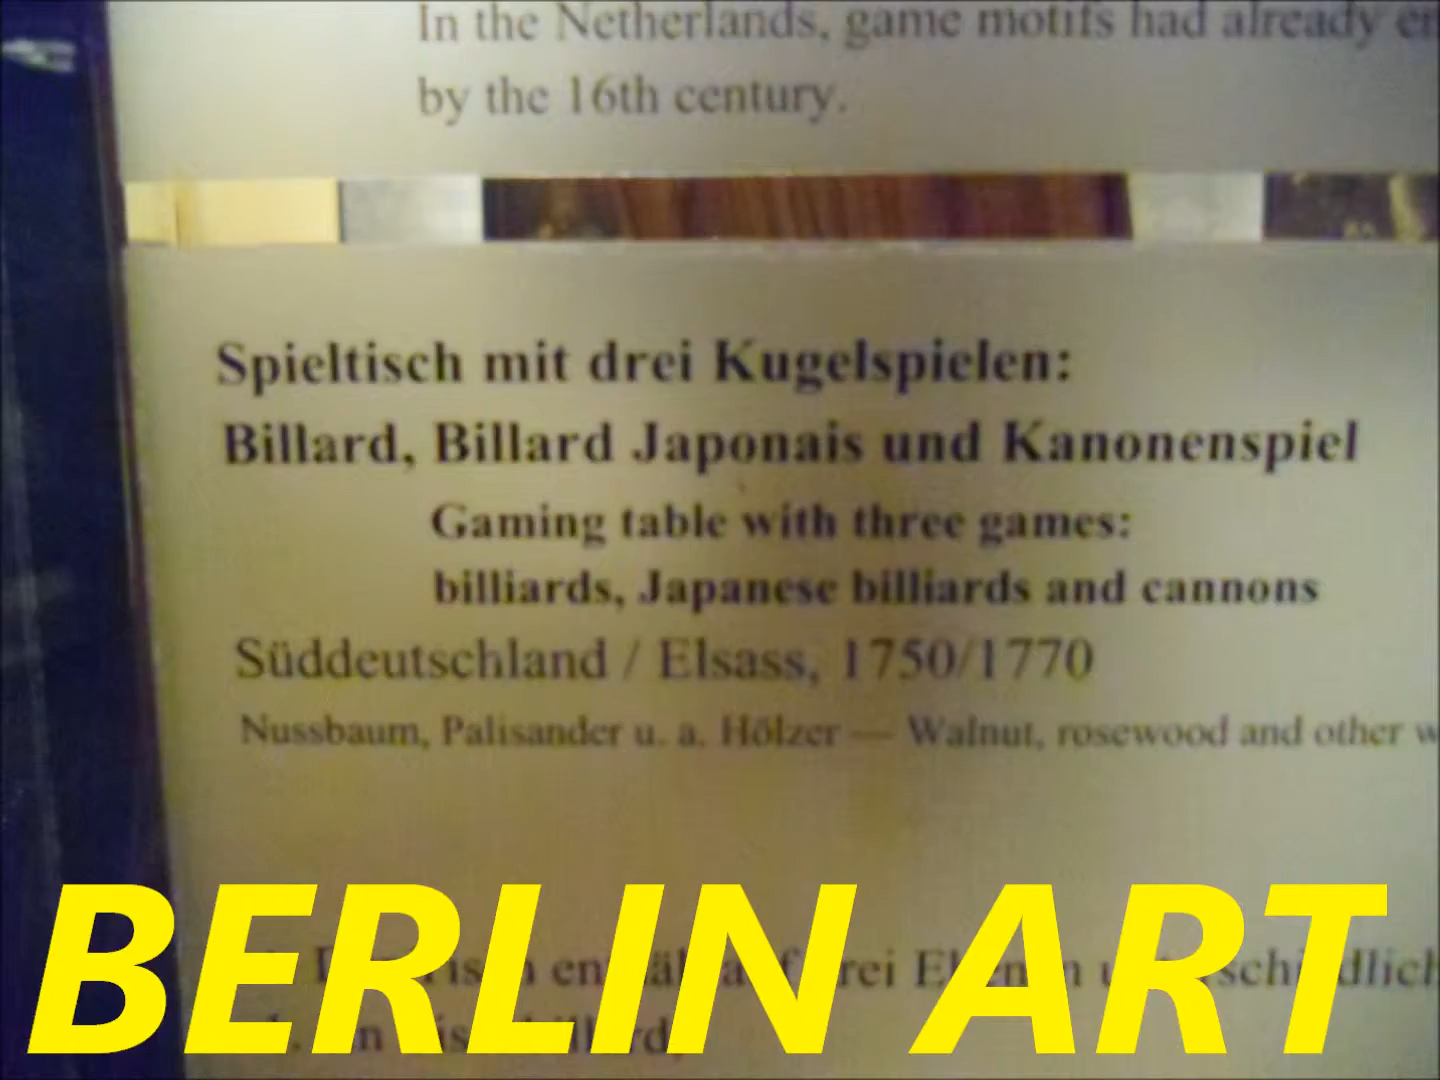 In the Netherlands, game motifs had already
by the 16th century.
Spieltisch mit drei Kugelspielen:
Billard, Billard Japonais und Kanonenspiel
Gaming table with three games:
billiards, Japanese billiards and cannons
Süddeutschland / Elsass, 1750/1770
Nussbaum, Palisander u. a. Hölzer — Walnut, rosewood and other
BERLIN ART